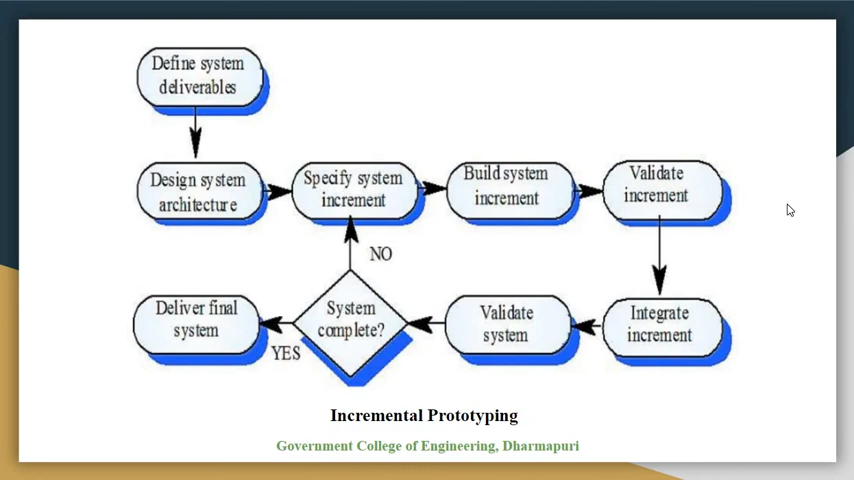 Define system
deliverables
Design system
architecture
Specify system
increment
Build system
increment
Validate
increment
NO
Deliver final
system
System
complete?
Validate
system
Integrate
increment
YES
Incremental Prototyping
Government College of Engineering, Dharmapuri